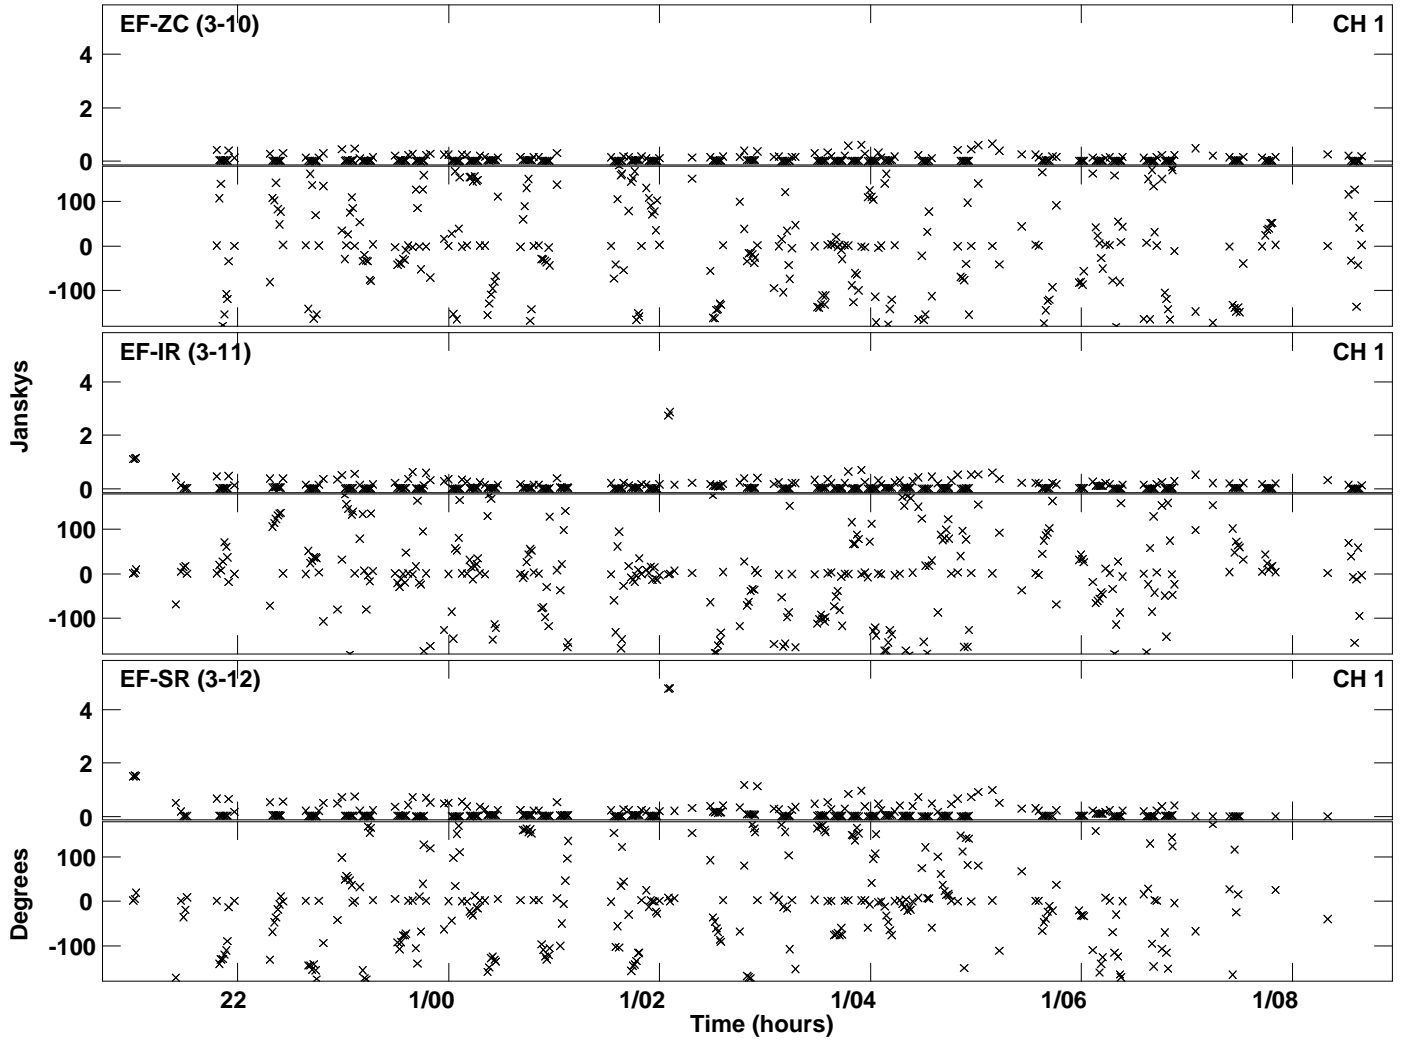 EF-ZC (3-10)
CH 1
4
2
0
100
0
-100
EF-IR (3-11)
CH 1
4
2
0
100
0
-100
Janskys
EF-SR (3-12)
CH 1
4
2
0
100
0
-100
Degrees
22
1/00
1/02
1/04
1/06
1/08
Time (hours)